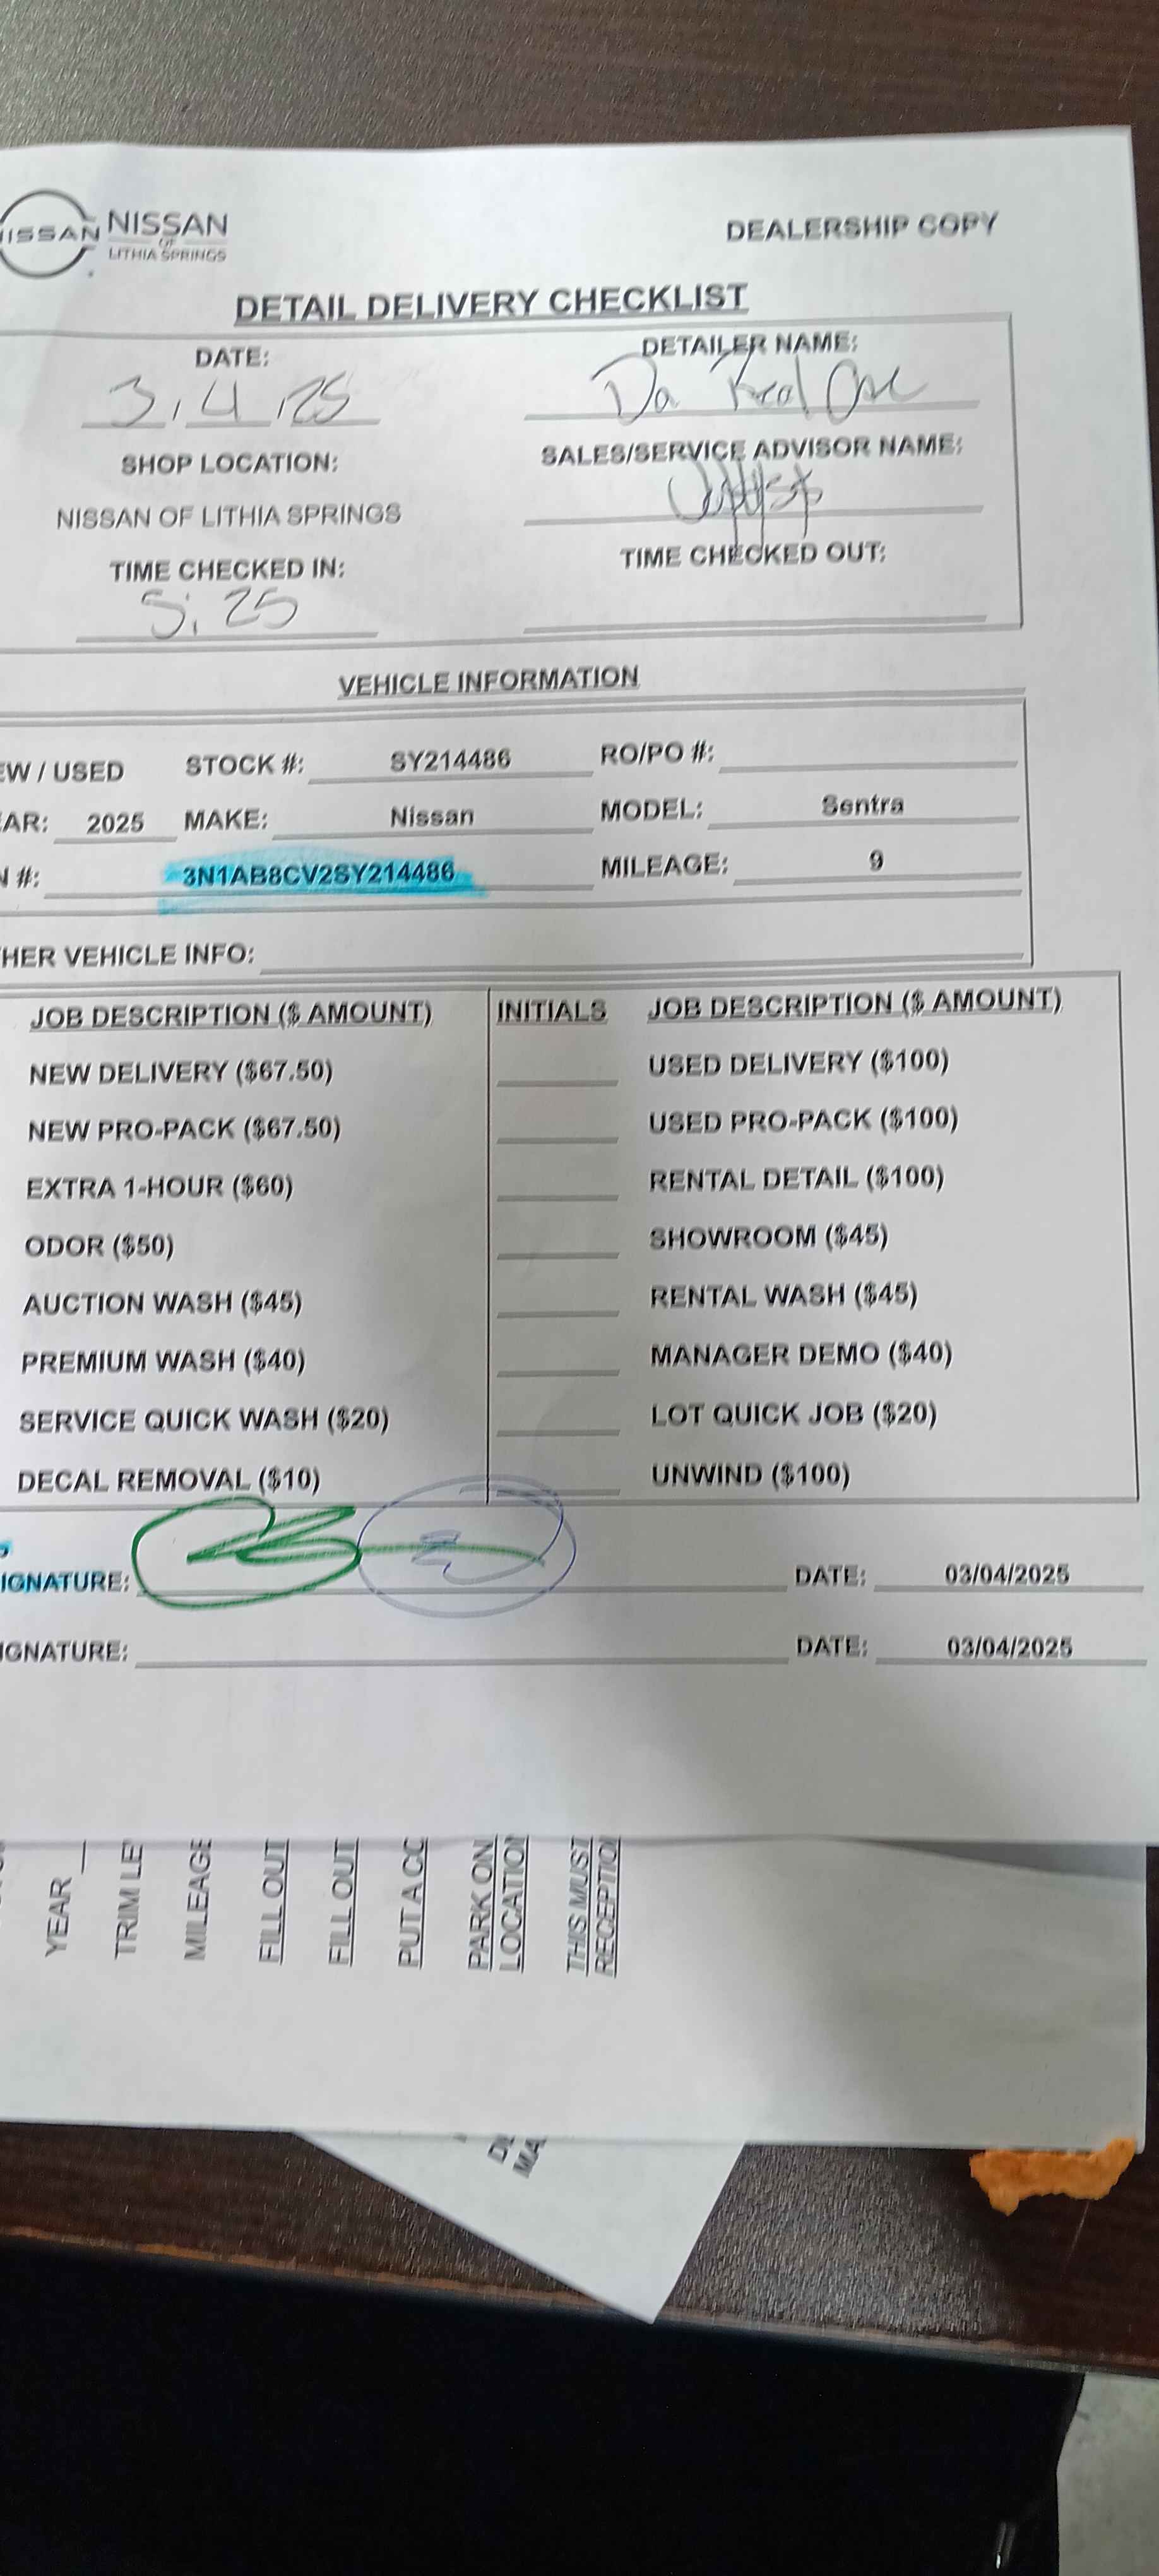 NISSAN NISSAN
OF
LITHIA SPRINGS
DEALERSHIP COPY
DETAIL DELIVERY CHECKLIST
DATE: DETAILER NAME:
3, 4, 25 Da Real One
SHOP LOCATION: SALES/SERVICE ADVISOR NAME:
NISSAN OF LITHIA SPRINGS
TIME CHECKED IN: TIME CHECKED OUT:
5: 25
VEHICLE INFORMATION
EW / USED STOCK #: SY214486 RO/PO #:
AR: 2025 MAKE: Nissan MODEL: Sentra
N #: 3N1AB8CV2SY214486 MILEAGE: 9
HER VEHICLE INFO:
JOB DESCRIPTION ($ AMOUNT) INITIALS JOB DESCRIPTION ($ AMOUNT)
NEW DELIVERY ($67.50) USED DELIVERY ($100)
NEW PRO-PACK ($67.50) USED PRO-PACK ($100)
EXTRA 1-HOUR ($60) RENTAL DETAIL ($100)
ODOR ($50) SHOWROOM ($45)
AUCTION WASH ($45) RENTAL WASH ($45)
PREMIUM WASH ($40) MANAGER DEMO ($40)
SERVICE QUICK WASH ($20) LOT QUICK JOB ($20)
DECAL REMOVAL ($10) UNWIND ($100)
IGNATURE: DATE: 03/04/2025
IGNATURE: DATE: 03/04/2025
YEAR
TRIM LE
MILEAGE
FILL OUT
FILL OUT
PUT A CO
PARK ON
LOCATION
THIS MUST
RECEPTIO
MA